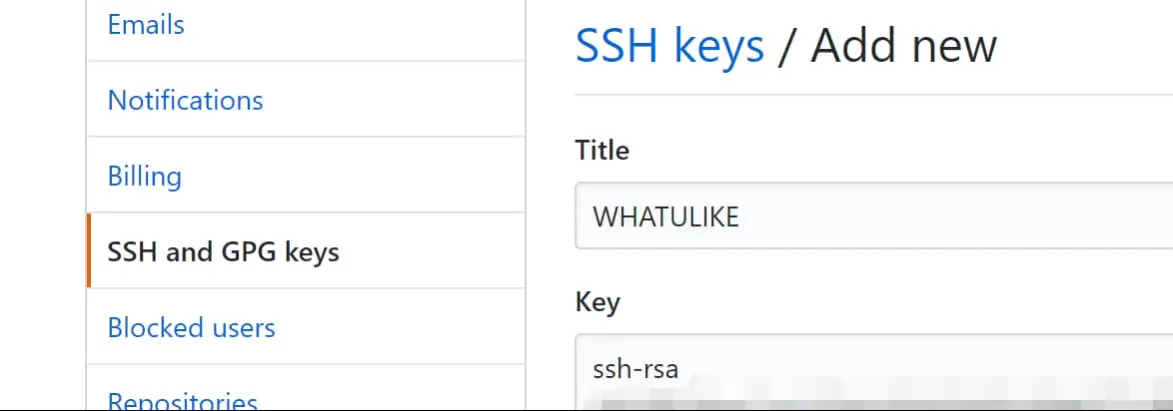 Emails
Notifications
Billing
SSH and GPG keys
Blocked users
Repositories
SSH keys / Add new
Title
WHATULIKE
Key
ssh-rsa